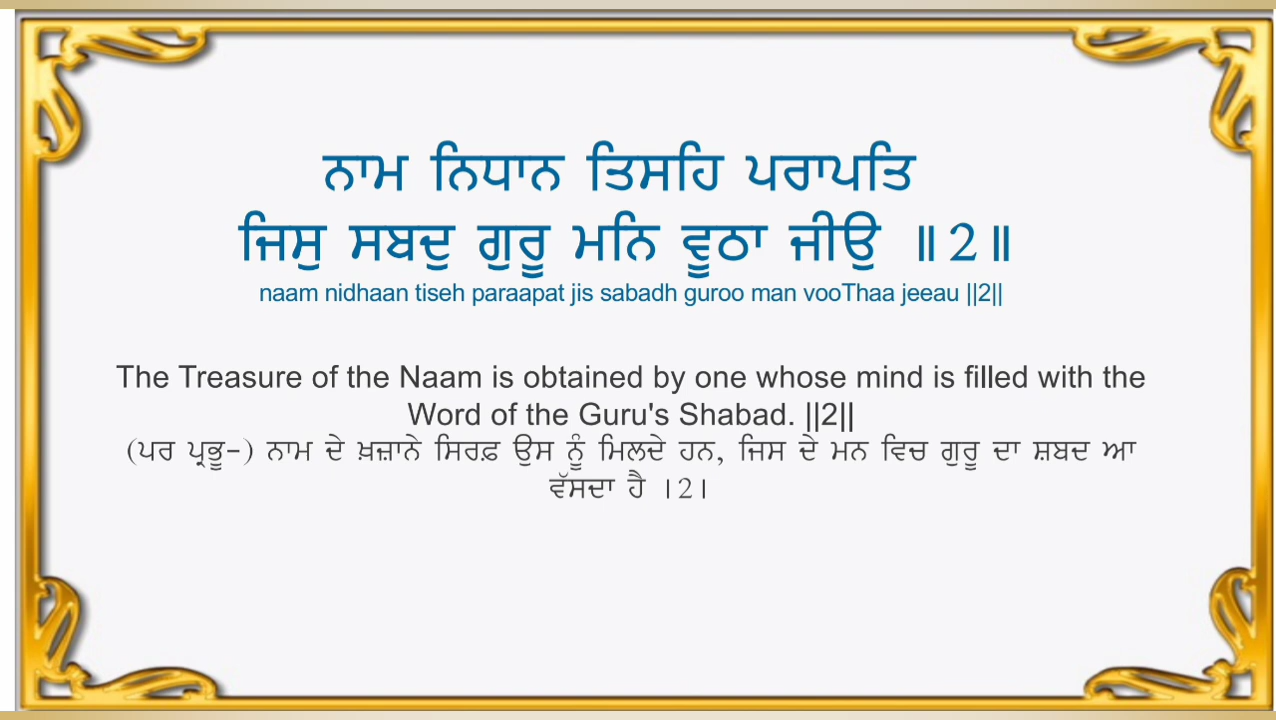 ਨਾਮ ਨਿਧਾਨ ਤਿਸਹਿ ਪਰਾਪਤਿ
ਜਿਸੁ ਸਬਦੁ ਗੁਰੂ ਮਨਿ ਵੂਠਾ ਜੀਉ ॥2॥
naam nidhaan tiseh paraapat jis sabadh guroo man vooThaa jeeau ||2||
The Treasure of the Naam is obtained by one whose mind is filled with the
Word of the Guru's Shabad. ||2||
(ਪਰ ਪ੍ਰਭੂ-) ਨਾਮ ਦੇ ਖ਼ਜ਼ਾਨੇ ਸਿਰਫ਼ ਉਸ ਨੂੰ ਮਿਲਦੇ ਹਨ, ਜਿਸ ਦੇ ਮਨ ਵਿਚ ਗੁਰੂ ਦਾ ਸ਼ਬਦ ਆ
ਵੱਸਦਾ ਹੈ ।2।